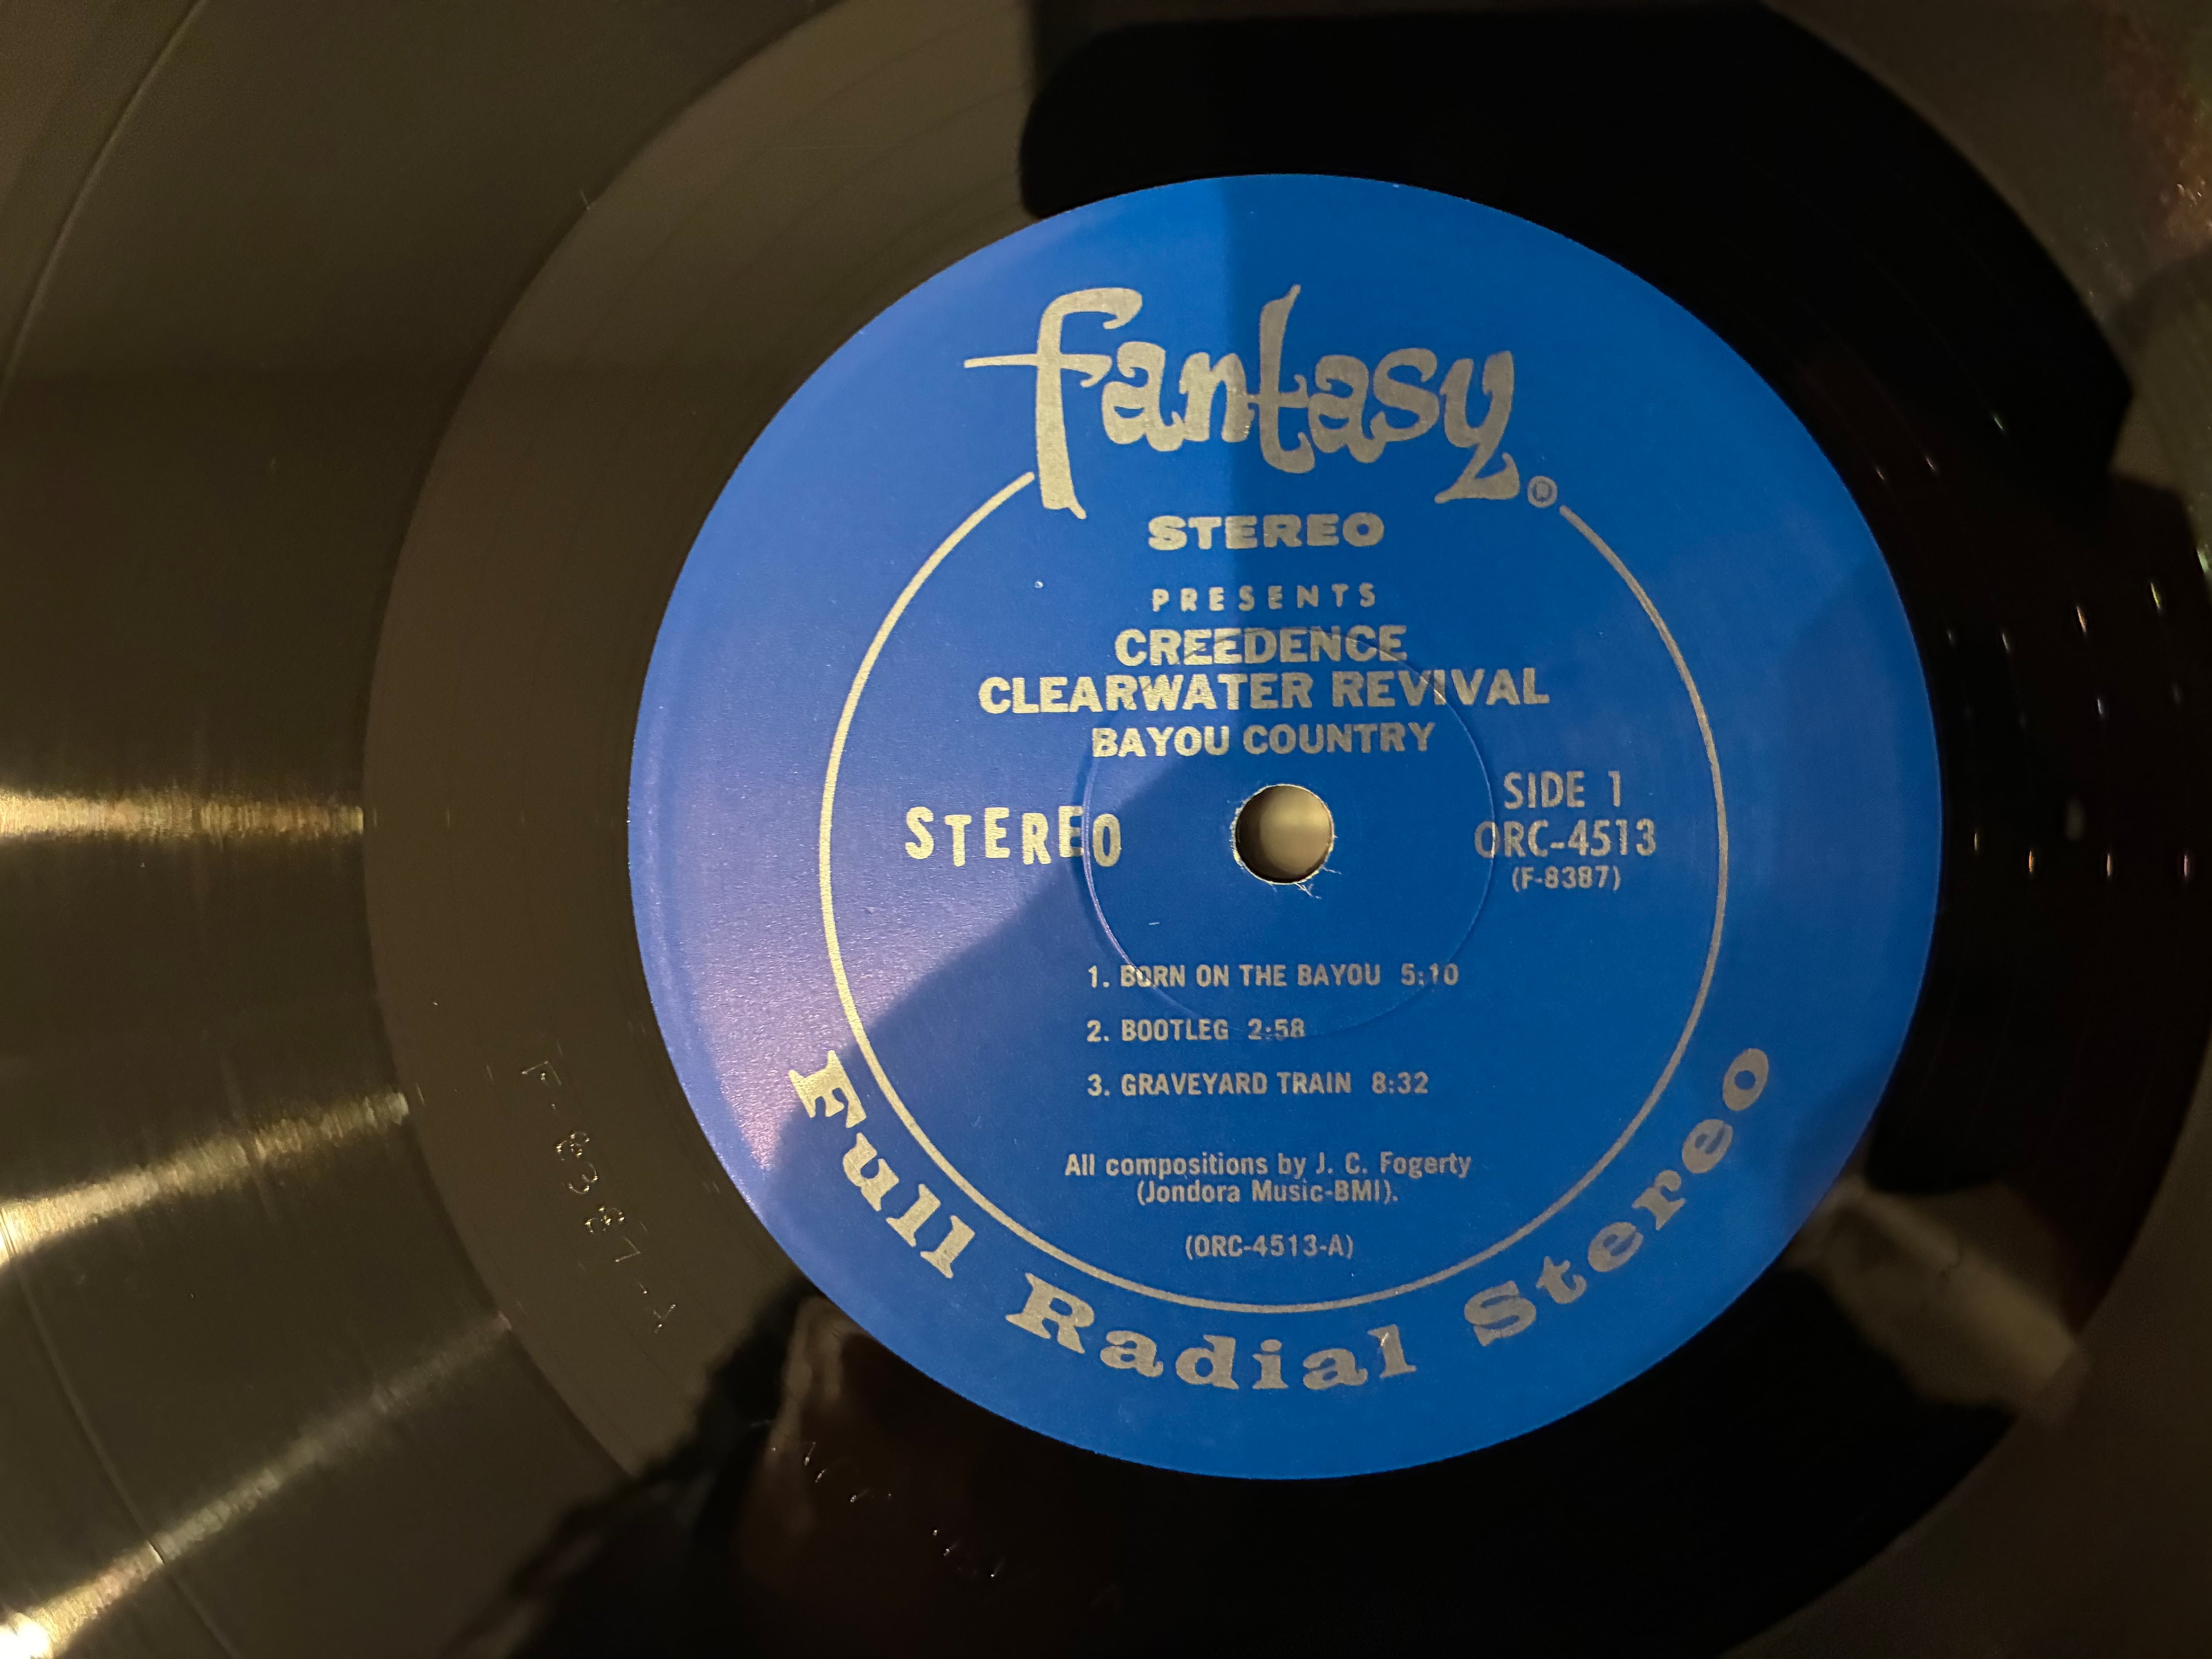 fantasy®
STEREO
PRESENTS
CREEDENCE
CLEARWATER REVIVAL
BAYOU COUNTRY
STEREO
SIDE 1
ORC-4513
(F-8387)
1. BORN ON THE BAYOU 5:10
2. BOOTLEG 2:58
3. GRAVEYARD TRAIN 8:32
All compositions by J. C. Fogerty
(Jondora Music-BMI).
(ORC-4513-A)
Full Radial Stereo